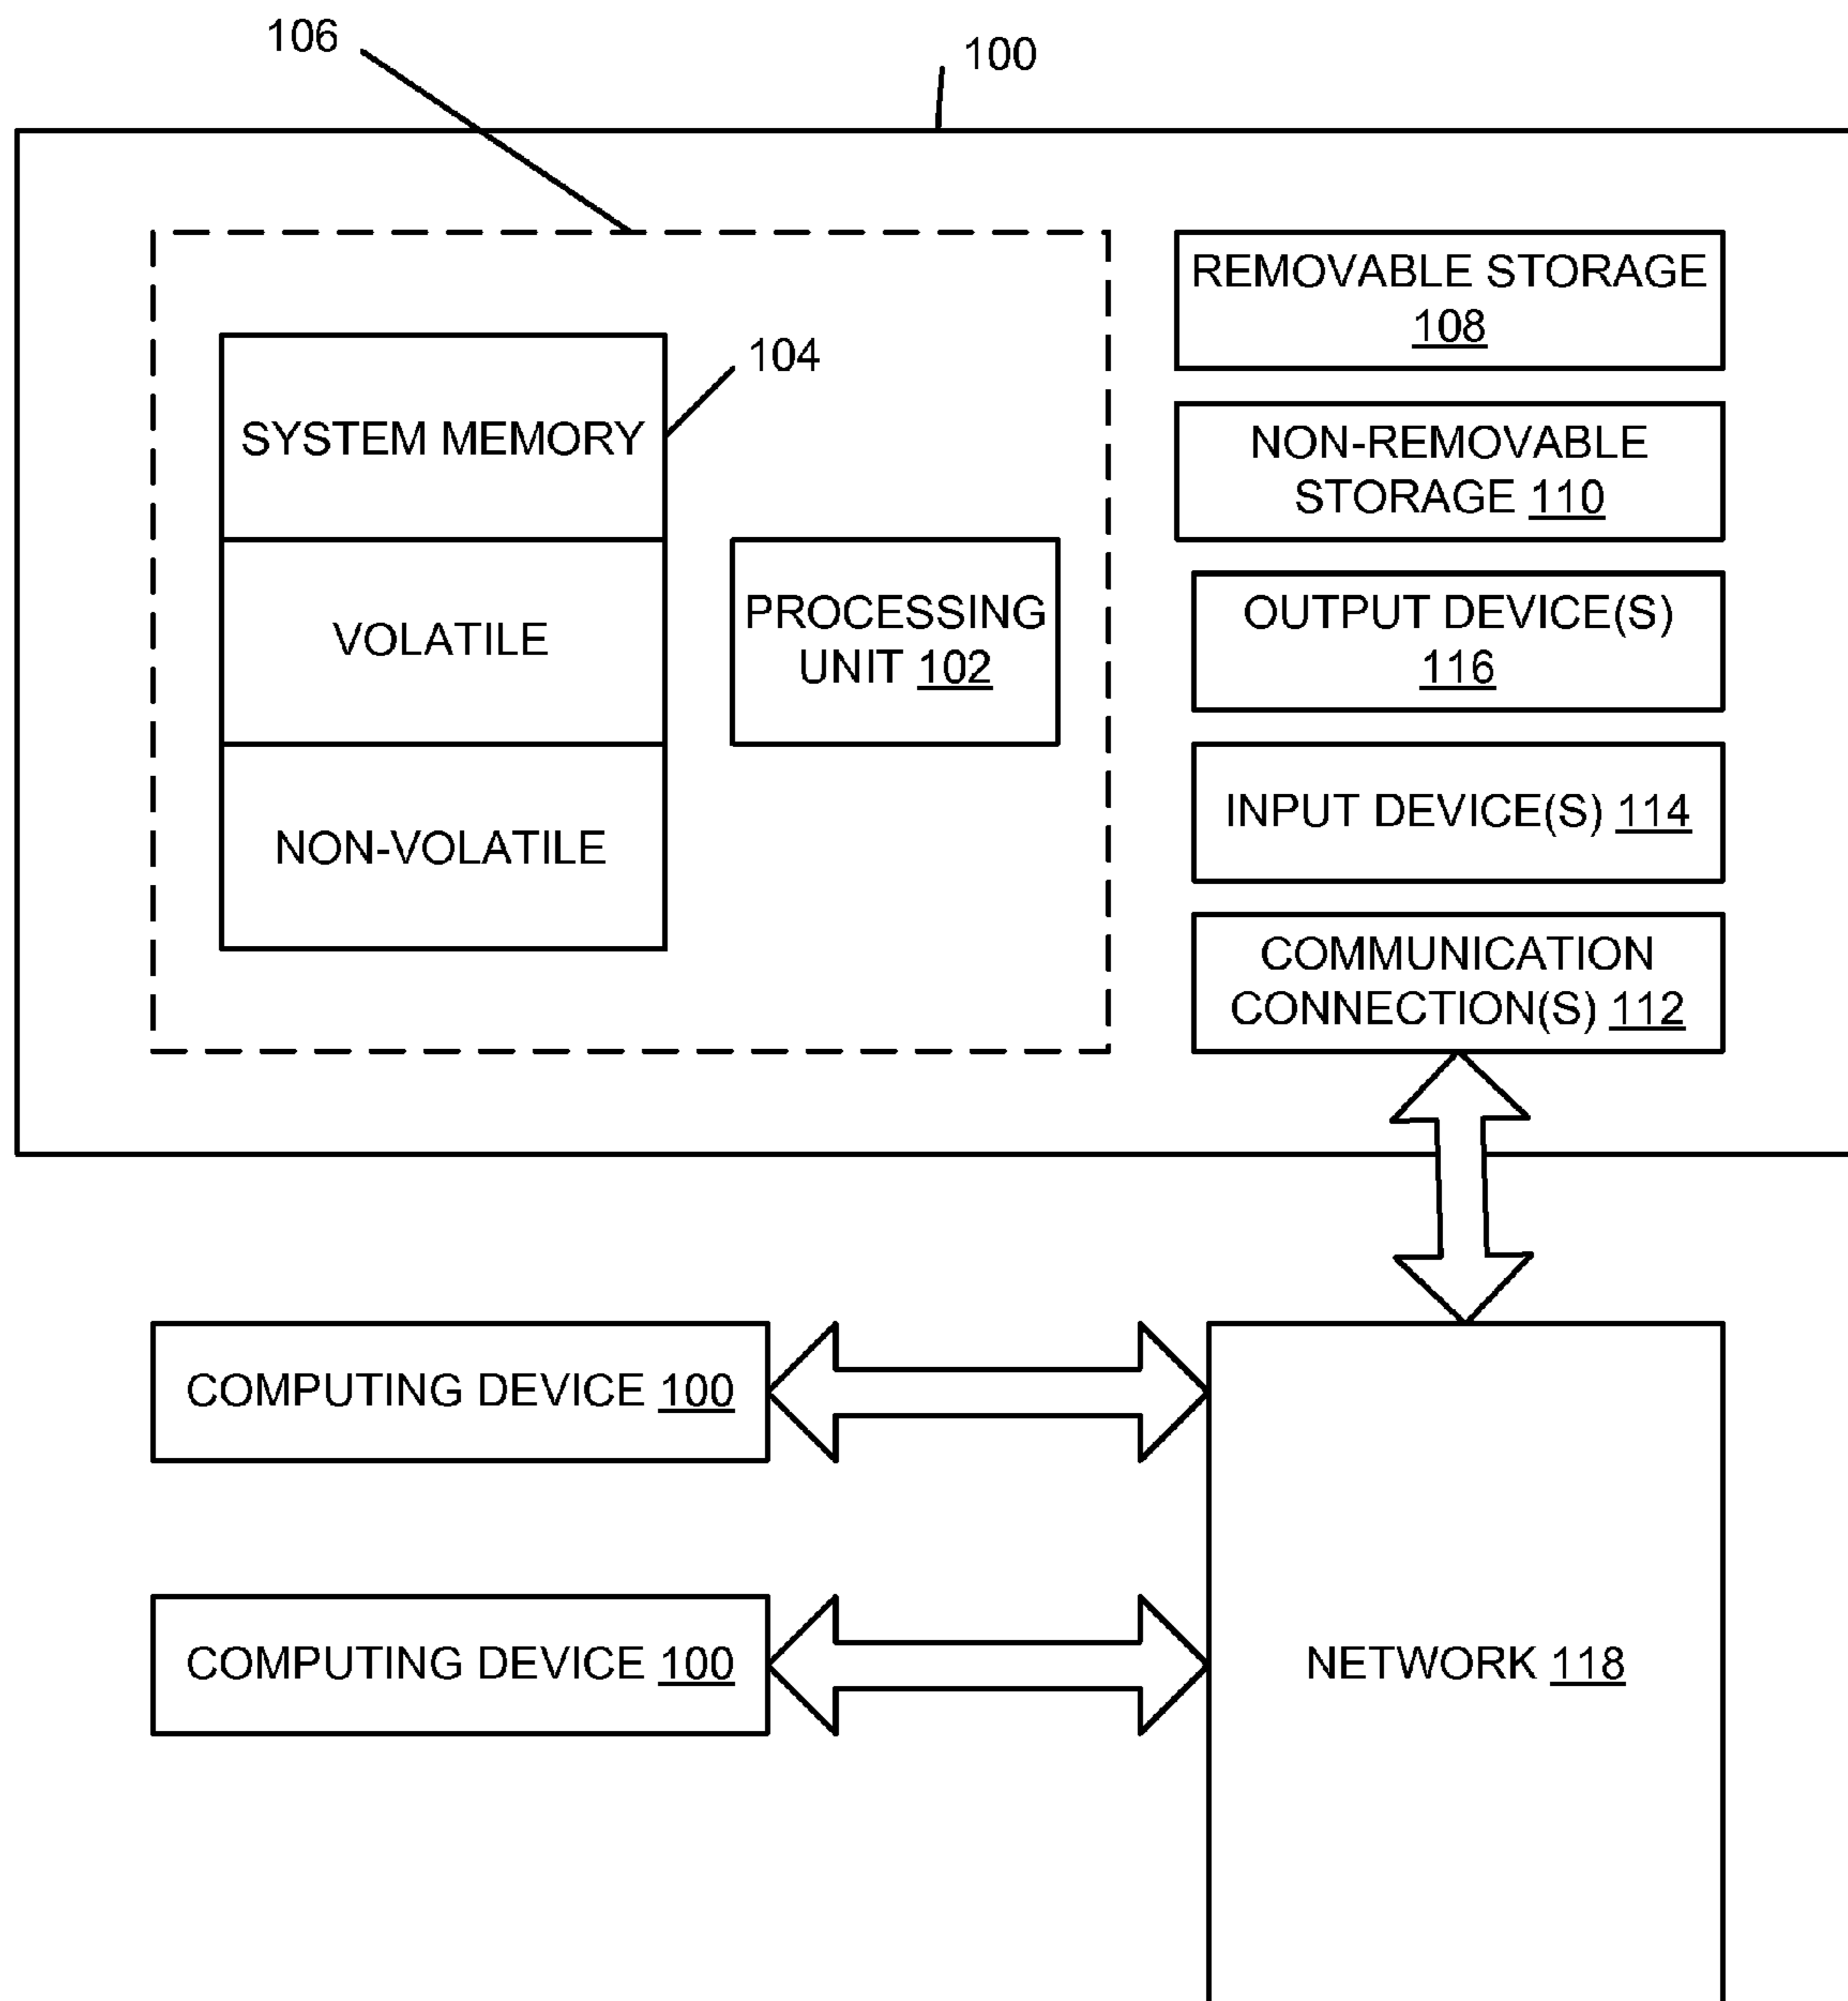 106
100
REMOVABLE STORAGE
108
104
SYSTEM MEMORY
NON-REMOVABLE
STORAGE 110
VOLATILE
PROCESSING
UNIT 102
OUTPUT DEVICE(S)
116
NON-VOLATILE
INPUT DEVICE(S) 114
COMMUNICATION
CONNECTION(S) 112
COMPUTING DEVICE 100
COMPUTING DEVICE 100
NETWORK 118